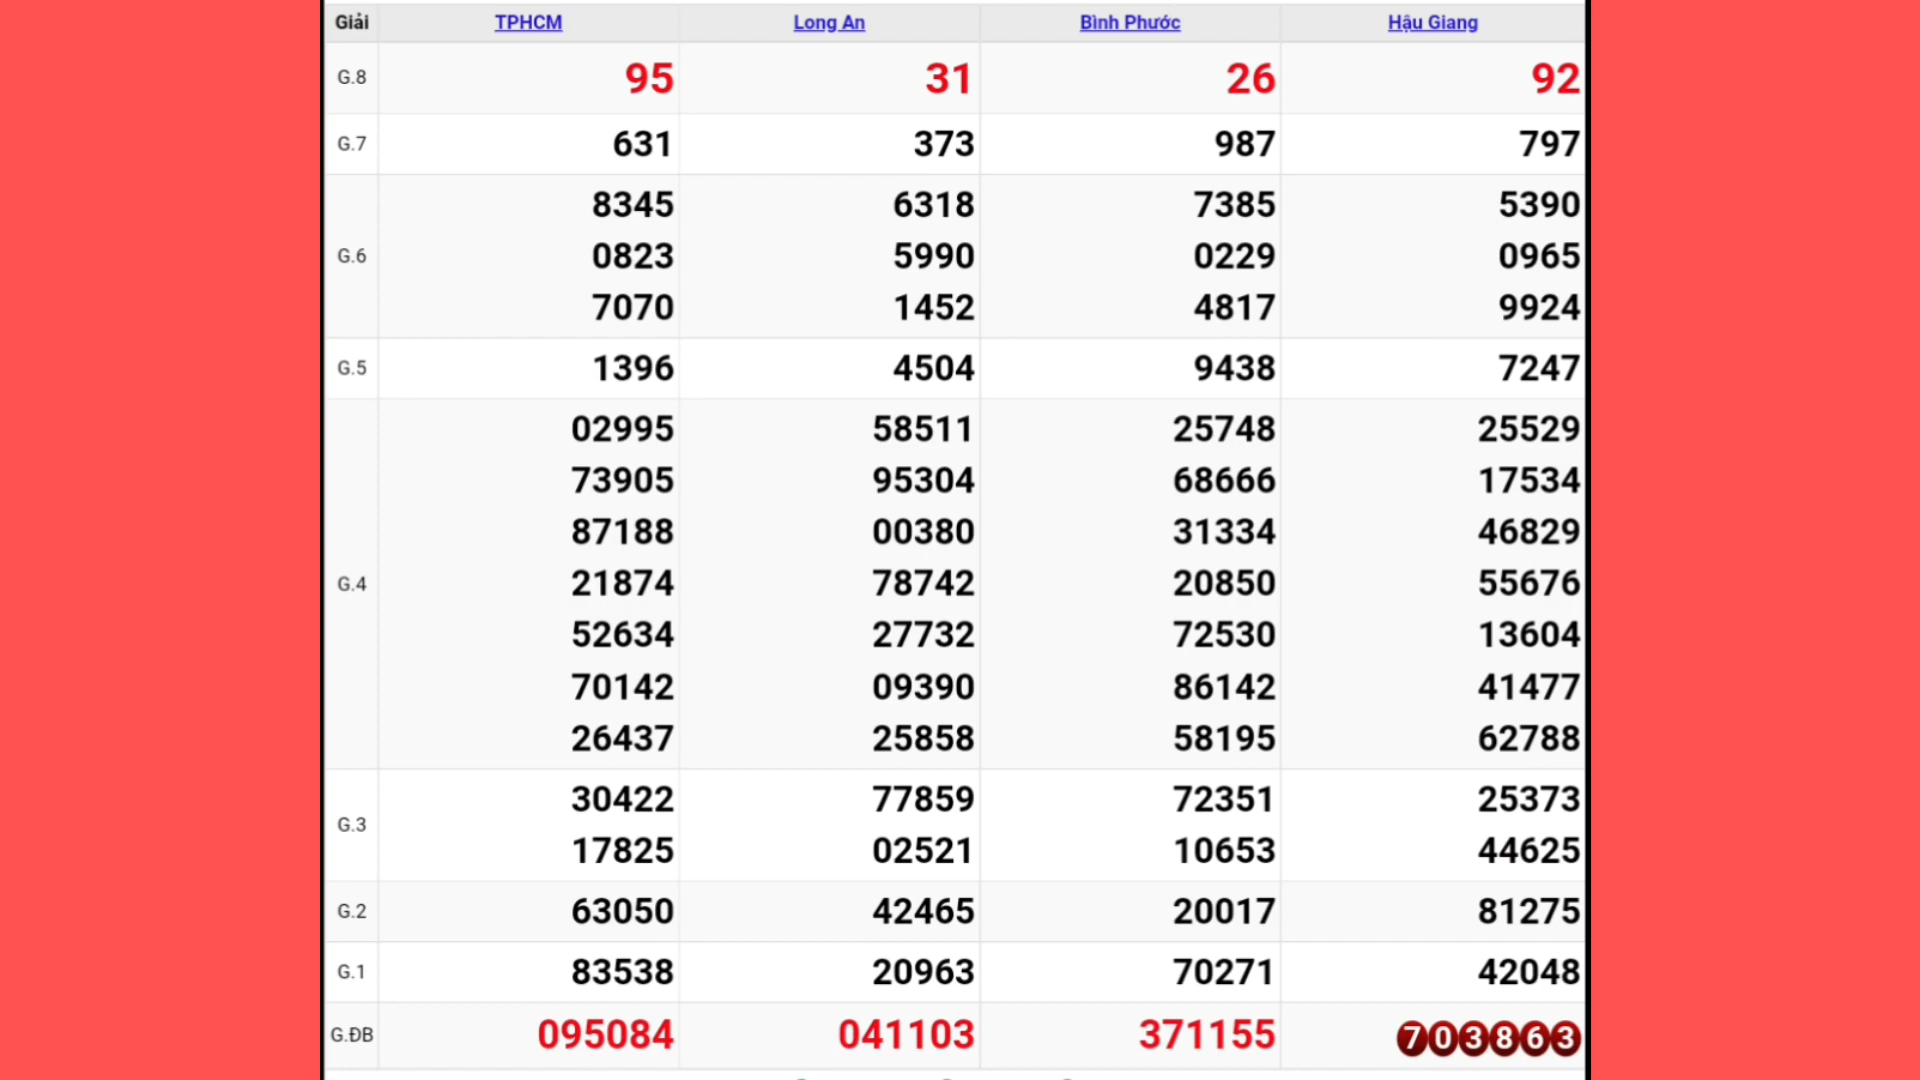 Giải TPHCM Long An Bình Phước Hậu Giang
G.8 95 31 26 92
G.7 631 373 987 797
8345 6318 7385 5390
G.6 0823 5990 0229 0965
7070 1452 4817 9924
G.5 1396 4504 9438 7247
02995 58511 25748 25529
73905 95304 68666 17534
87188 00380 31334 46829
G.4 21874 78742 20850 55676
52634 27732 72530 13604
70142 09390 86142 41477
26437 25858 58195 62788
30422 77859 72351 25373
G.3
17825 02521 10653 44625
G.2 63050 42465 20017 81275
G.1 83538 20963 70271 42048
G.ĐB 095084 041103 371155 703863